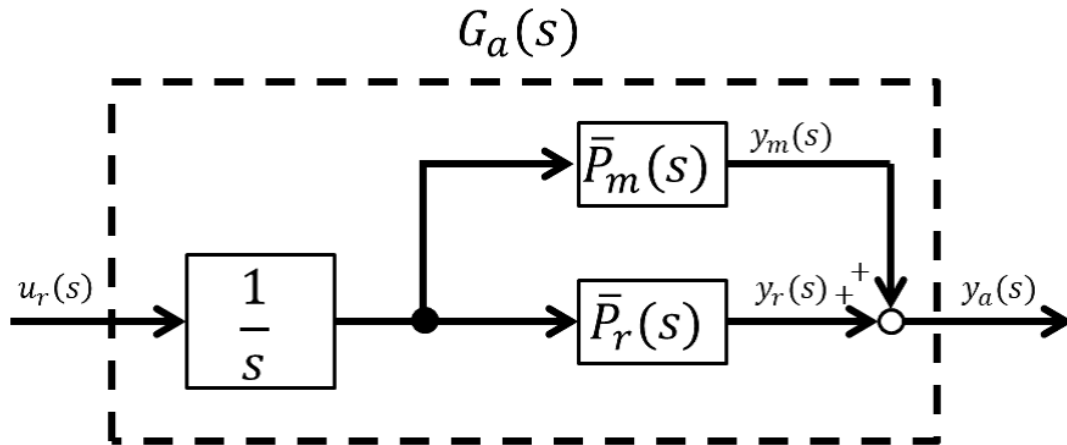 G_a(s)
P̄_m(s)
y_m(s)
u_r(s)
1
s
P̄_r(s)
y_r(s)
+
+
y_a(s)